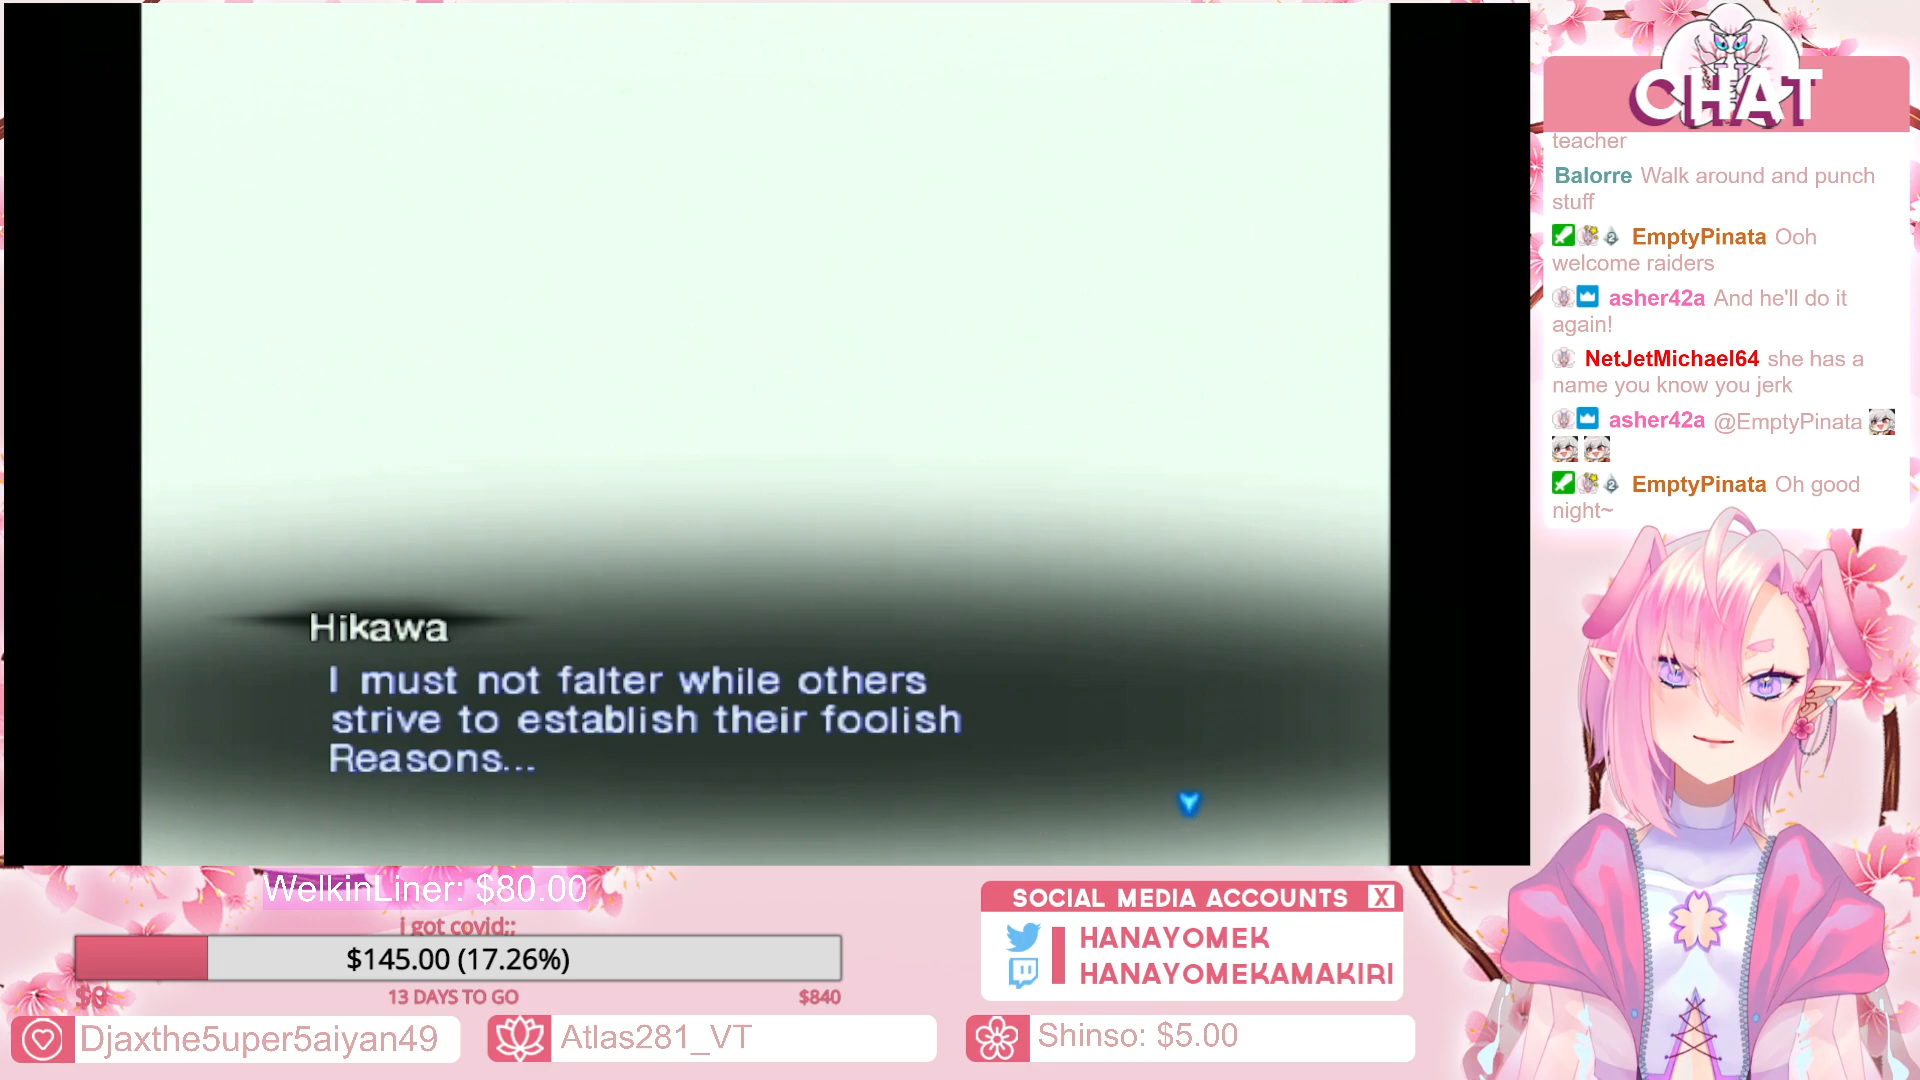 Hikawa
I must not falter while others
strive to establish their foolish
Reasons...
CHAT
teacher
Balorre Walk around and punch
stuff
EmptyPinata Ooh
welcome raiders
asher42a And he'll do it
again!
NetJetMichael64 she has a
name you know you jerk
asher42a @EmptyPinata
EmptyPinata Oh good
night~
WelkinLiner: $80.00
i got covid;;
$145.00 (17.26%)
$0
13 DAYS TO GO
$840
SOCIAL MEDIA ACCOUNTS X
HANAYOMEK
HANAYOMEKAMAKIRI
Djaxthe5uper5aiyan49
Atlas281_VT
Shinso: $5.00